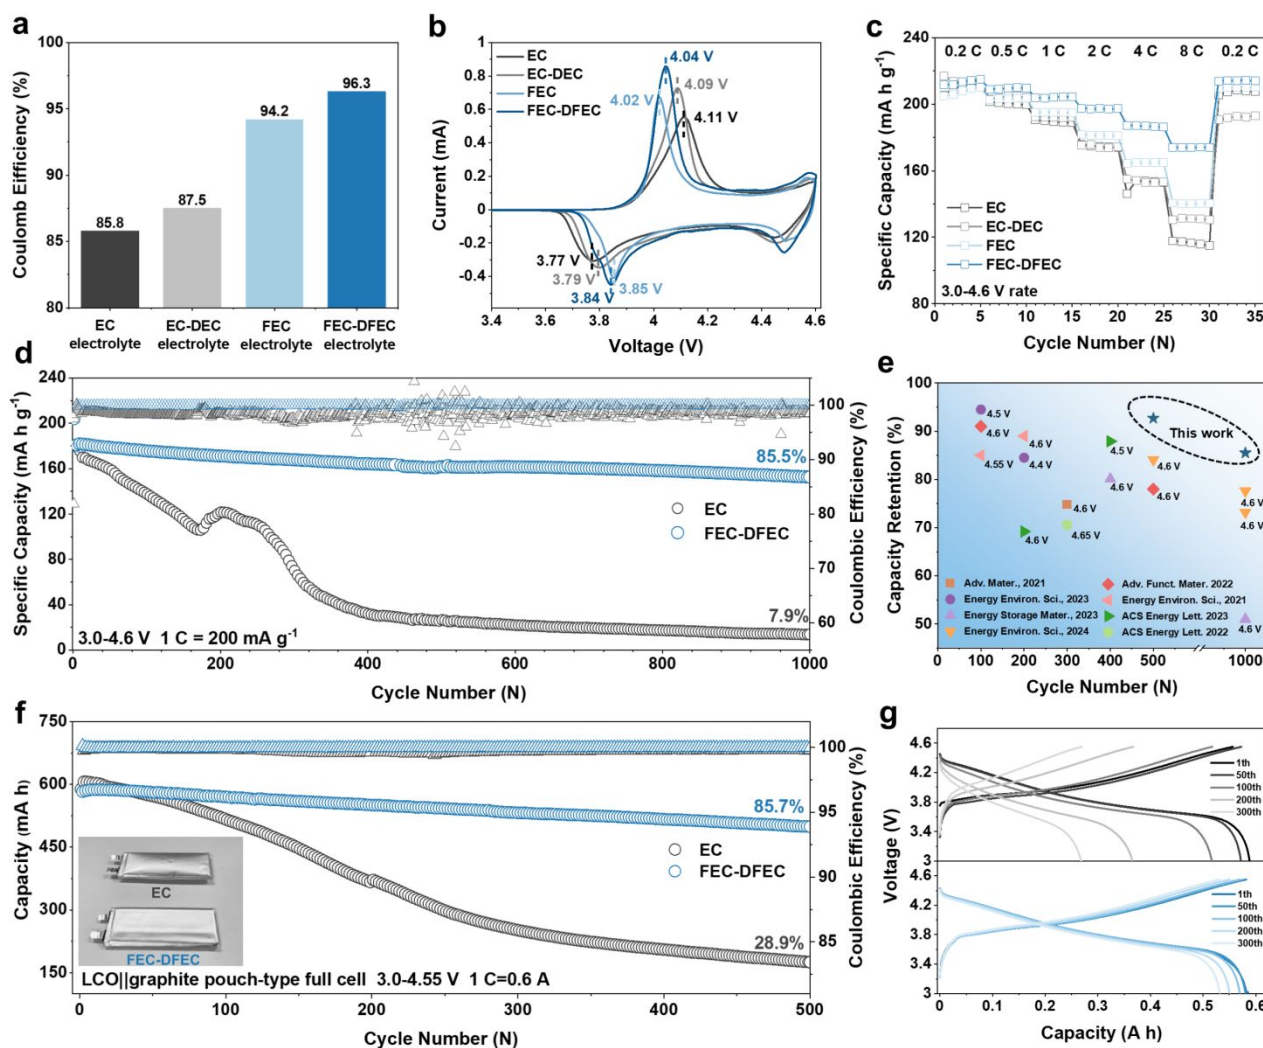 a
Coulomb Eifficiency (%)
100
95
90
85
80
85.8
87.5
94.2
96.3
EC
electrolyte
EC-DEC
electrolyte
FEC
electrolyte
FEC-DFEC
electrolyte
b
Current (mA)
1
0.8
0.6
0.4
0.2
0
-0.2
-0.4
EC
EC-DEC
FEC
FEC-DFEC
4.04 V
4.09 V
4.02 V
4.11 V
3.77 V
3.79 V
3.85 V
3.84 V
3.4 3.6 3.8 4 4.2 4.4 4.6
Voltage (V)
c
Specific Capacity (mA h g⁻¹)
240
200
160
120
80
0.2 C 0.5 C 1 C 2 C 4 C 8 C 0.2 C
EC
EC-DEC
FEC
FEC-DFEC
3.0-4.6 V rate
0 5 10 15 20 25 30 35
Cycle Number (N)
d
Specific Capacity (mA h g⁻¹)
240
200
160
120
80
40
0
85.5%
EC
FEC-DFEC
7.9%
3.0-4.6 V 1 C = 200 mA g⁻¹
100
90
80
70
60
55
Coulombic Efficiency (%)
0 200 400 600 800 1000
Cycle Number (N)
e
Capacity Retention (%)
100
90
80
70
60
50
4.5 V
4.6 V
4.55 V
4.6 V
4.4 V
4.6 V
4.6 V
4.65 V
4.5 V
4.6 V
4.6 V
4.6 V
This work
4.6 V
4.6 V
4.6 V
Adv. Mater., 2021
Energy Environ. Sci., 2023
Energy Storage Mater., 2023
Energy Environ. Sci., 2024
Adv. Funct. Mater. 2022
Energy Environ. Sci., 2021
ACS Energy Lett. 2023
ACS Energy Lett. 2022
0 100 200 300 400 500 1000
Cycle Number (N)
f
Capacity (mA h)
750
600
450
300
150
85.7%
EC
FEC-DFEC
28.9%
EC
FEC-DFEC
LCO||graphite pouch-type full cell 3.0-4.55 V 1 C=0.6 A
100
95
90
85
Coulombic Efficiency (%)
0 100 200 300 400 500
Cycle Number (N)
g
Voltage (V)
4.6
4.2
3.8
3.4
3
1th
50th
100th
200th
300th
4.6
4.2
3.8
3.4
3
1th
50th
100th
200th
300th
0 0.1 0.2 0.3 0.4 0.5 0.6
Capacity (A h)